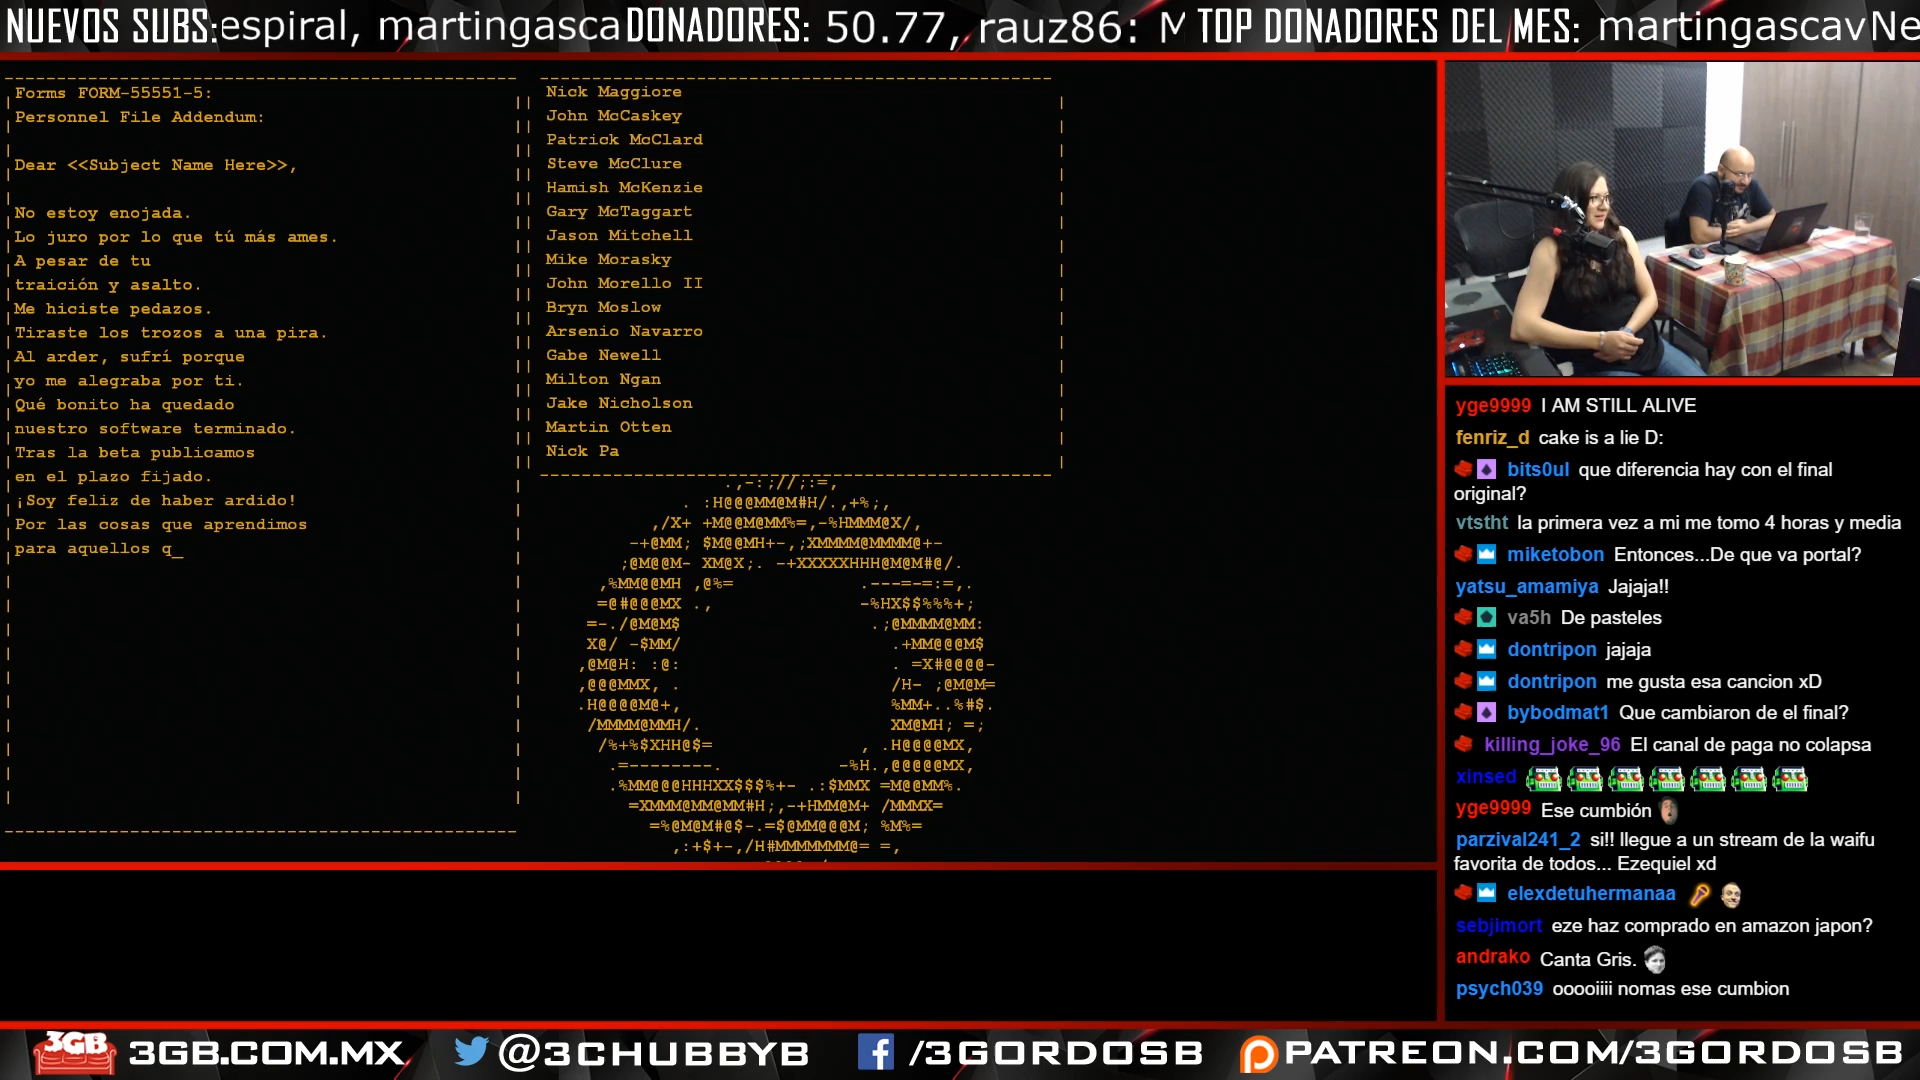 NUEVOS SUBS: espiral, martingasca DONADORES: 50.77, rauz86: M TOP DONADORES DEL MES: martingascavNe
Forms FORM-55551-5:
Personnel File Addendum:
Dear <<Subject Name Here>>,
No estoy enojada.
Lo juro por lo que tú más ames.
A pesar de tu
traición y asalto.
Me hiciste pedazos.
Tiraste los trozos a una pira.
Al arder, sufrí porque
yo me alegraba por ti.
Qué bonito ha quedado
nuestro software terminado.
Tras la beta publicamos
en el plazo fijado.
¡Soy feliz de haber ardido!
Por las cosas que aprendimos
para aquellos q_
Nick Maggiore
John McCaskey
Patrick McClard
Steve McClure
Hamish McKenzie
Gary McTaggart
Jason Mitchell
Mike Morasky
John Morello II
Bryn Moslow
Arsenio Navarro
Gabe Newell
Milton Ngan
Jake Nicholson
Martin Otten
Nick Pa
yge9999 I AM STILL ALIVE
fenriz_d cake is a lie D:
bits0ul que diferencia hay con el final
original?
vtstht la primera vez a mi me tomo 4 horas y media
miketobon Entonces...De que va portal?
yatsu_amamiya Jajaja!!
va5h De pasteles
dontripon jajaja
dontripon me gusta esa cancion xD
bybodmat1 Que cambiaron de el final?
killing_joke_96 El canal de paga no colapsa
xinsed
yge9999 Ese cumbión
parzival241_2 si!! llegue a un stream de la waifu
favorita de todos... Ezequiel xd
elexdetuhermanaa
sebjimort eze haz comprado en amazon japon?
andrako Canta Gris.
psych039 ooooiiii nomas ese cumbion
3GB 3GB.COM.MX @3CHUBBYB /3GORDOSB PATREON.COM/3GORDOSB